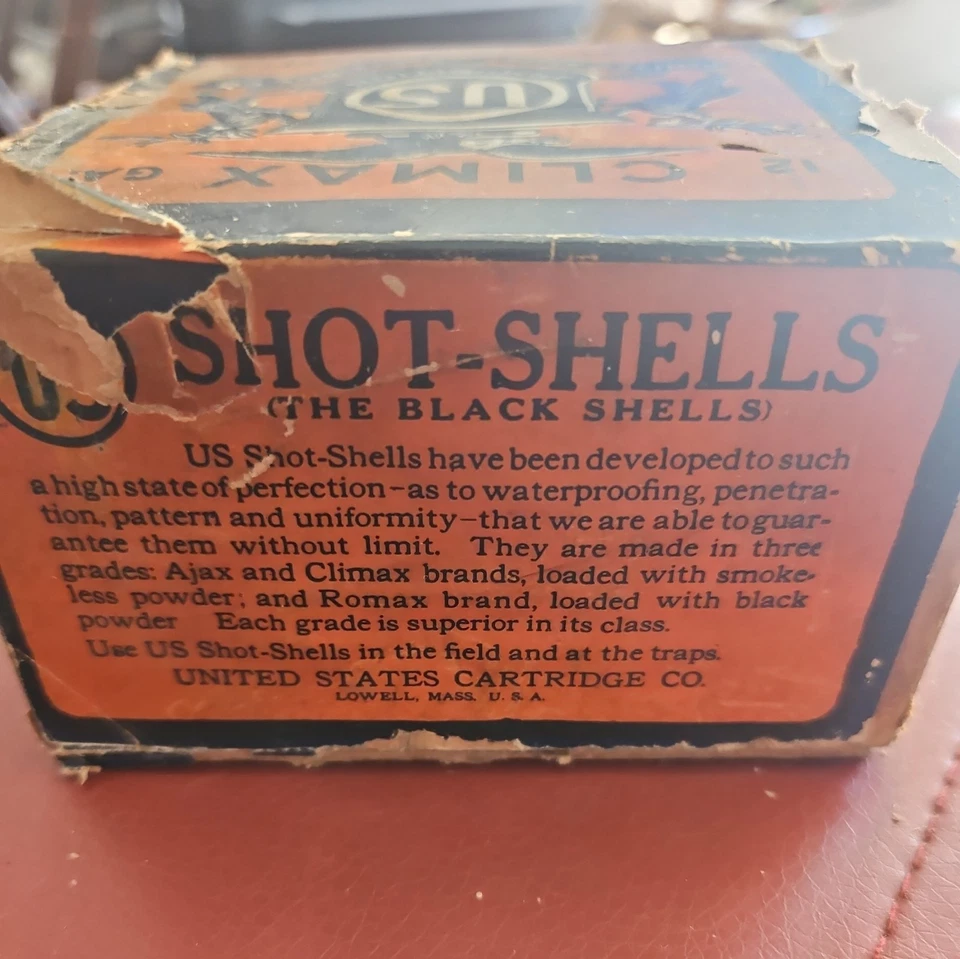 US
12 CLIMAX GA
US
SHOT-SHELLS
(THE BLACK SHELLS)
US Shot-Shells have been developed to such
a high state of perfection—as to waterproofing, penetra-
tion, pattern and uniformity—that we are able to guar-
antee them without limit. They are made in three
grades: Ajax and Climax brands, loaded with smoke-
less powder; and Romax brand, loaded with black
powder Each grade is superior in its class.
Use US Shot-Shells in the field and at the traps.
UNITED STATES CARTRIDGE CO.
LOWELL, MASS. U. S. A.